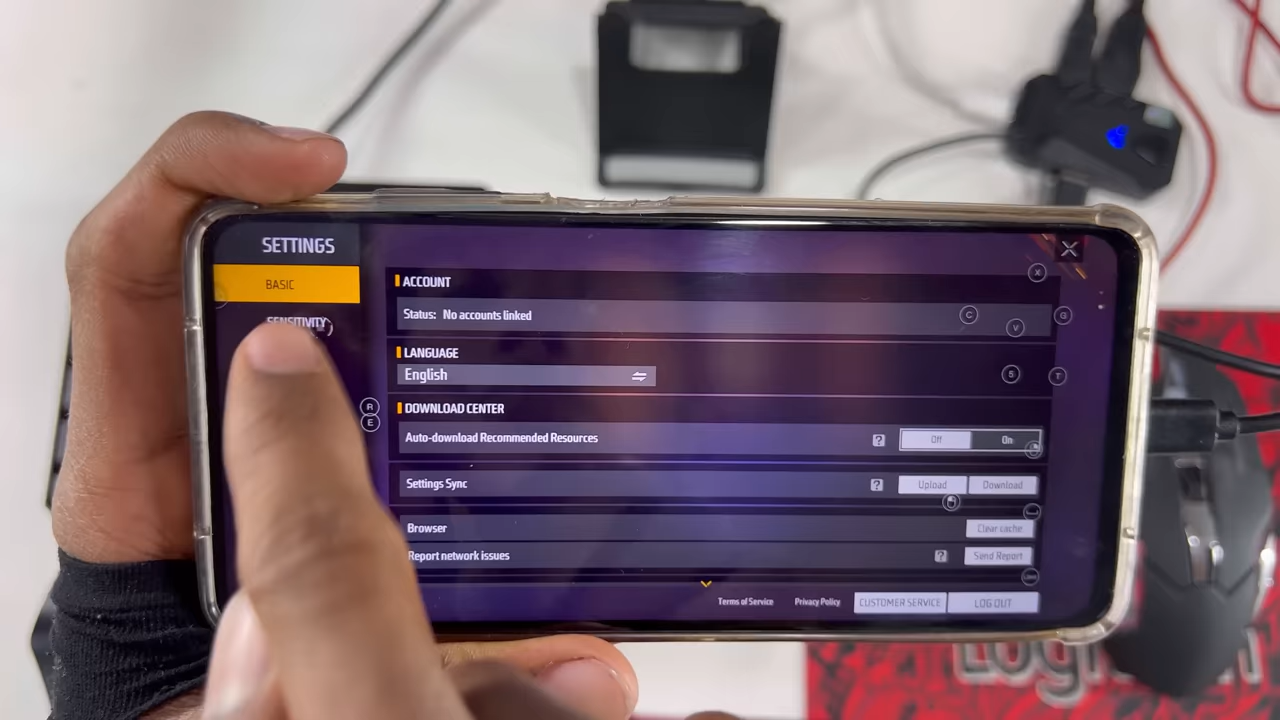 SETTINGS
BASIC
SENSITIVITY
ACCOUNT
Status: No accounts linked
LANGUAGE
English
DOWNLOAD CENTER
Auto-download Recommended Resources
?
Off
On
Settings Sync
?
Upload
Download
Browser
Clear cache
Report network issues
?
Send Report
Terms of Service
Privacy Policy
CUSTOMER SERVICE
LOG OUT
X
C
V
G
5
T
R
E